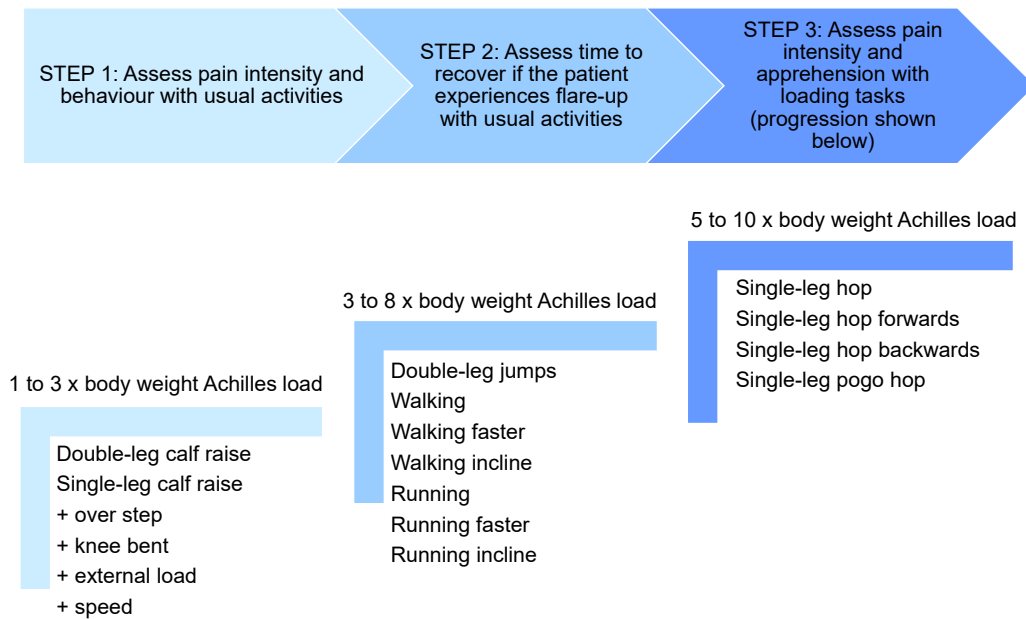 STEP 1: Assess pain intensity and
behaviour with usual activities
STEP 2: Assess time to
recover if the patient
experiences flare-up
with usual activities
STEP 3: Assess pain
intensity and
apprehension with
loading tasks
(progression shown
below)
1 to 3 x body weight Achilles load
Double-leg calf raise
Single-leg calf raise
+ over step
+ knee bent
+ external load
+ speed
3 to 8 x body weight Achilles load
Double-leg jumps
Walking
Walking faster
Walking incline
Running
Running faster
Running incline
5 to 10 x body weight Achilles load
Single-leg hop
Single-leg hop forwards
Single-leg hop backwards
Single-leg pogo hop